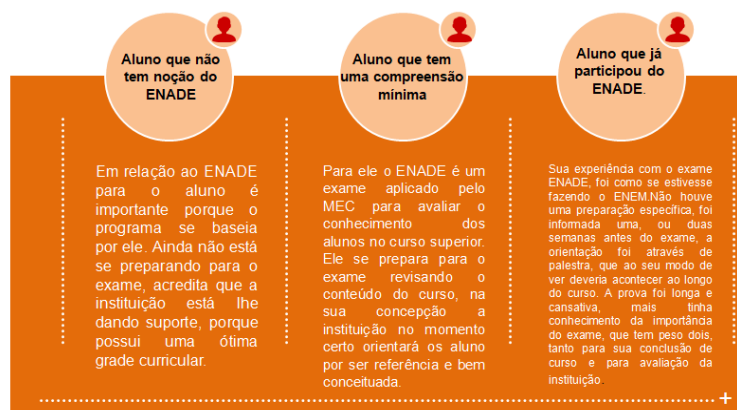 Aluno que não
tem noção do
ENADE
Em relação ao ENADE
para o aluno é
importante porque o
programa se baseia
por ele. Ainda não está
se preparando para o
exame, acredita que a
instituição está lhe
dando suporte, porque
possui uma ótima
grade curricular.
Aluno que tem
uma compreensão
mínima
Para ele o ENADE é um
exame aplicado pelo
MEC para avaliar o
conhecimento dos
alunos no curso superior.
Ele se prepara para o
exame revisando o
conteúdo do curso, na
sua concepção a
instituição no momento
certo orientará os aluno
por ser referência e bem
conceituada.
Aluno que já
participou do
ENADE.
Sua experiência com o exame
ENADE, foi como se estivesse
fazendo o ENEM.Não houve
uma preparação específica, foi
informada uma, ou duas
semanas antes do exame, a
orientação foi através de
palestra, que ao seu modo de
ver deveria acontecer ao longo
do curso. A prova foi longa e
cansativa, mais tinha
conhecimento da importância
do exame, que tem peso dois,
tanto para sua conclusão de
curso e para avaliação da
instituição.